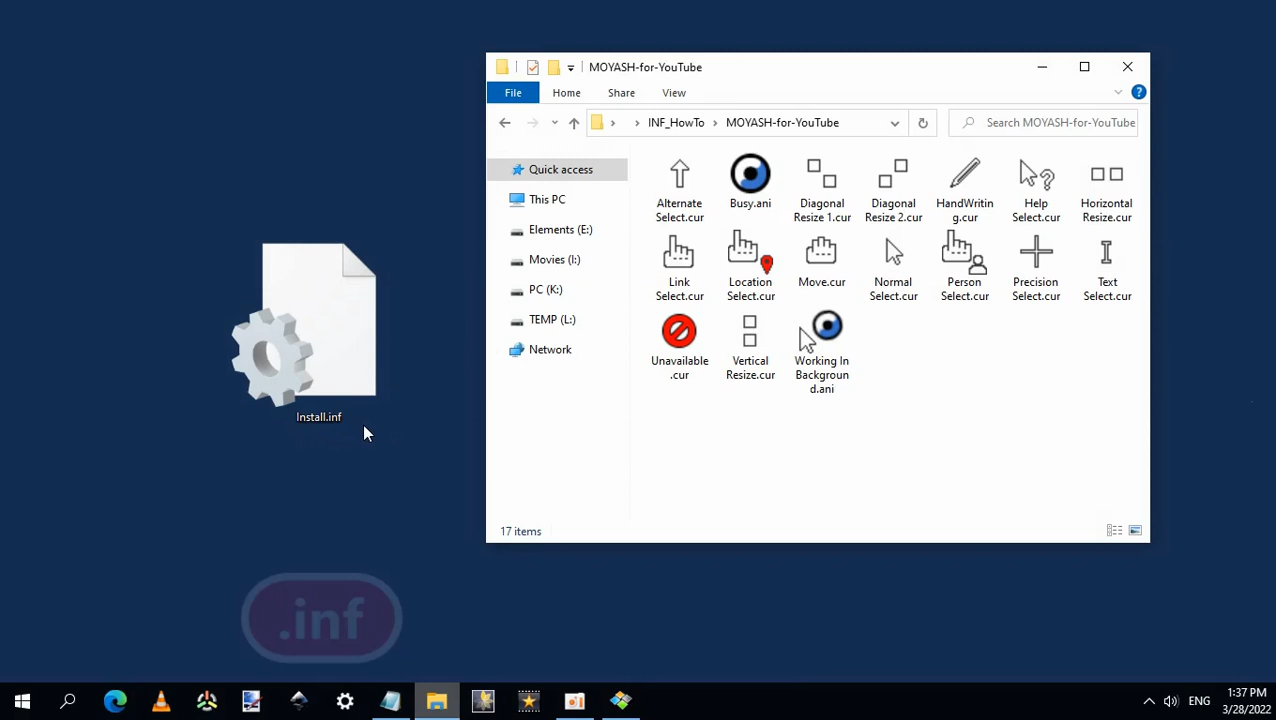 MOYASH-for-YouTube
File Home Share View
INF_HowTo MOYASH-for-YouTube
Search MOYASH-for-YouTube
Quick access
This PC
Elements (E:)
Movies (I:)
PC (K:)
TEMP (L:)
Network
Alternate
Select.cur
Busy.ani
Diagonal
Resize 1.cur
Diagonal
Resize 2.cur
HandWritin
g.cur
Help
Select.cur
Horizontal
Resize.cur
Link
Select.cur
Location
Select.cur
Move.cur
Normal
Select.cur
Person
Select.cur
Precision
Select.cur
Text
Select.cur
Unavailable
.cur
Vertical
Resize.cur
Working In
Backgroun
d.ani
17 items
Install.inf
.inf
ENG
1:37 PM
3/28/2022